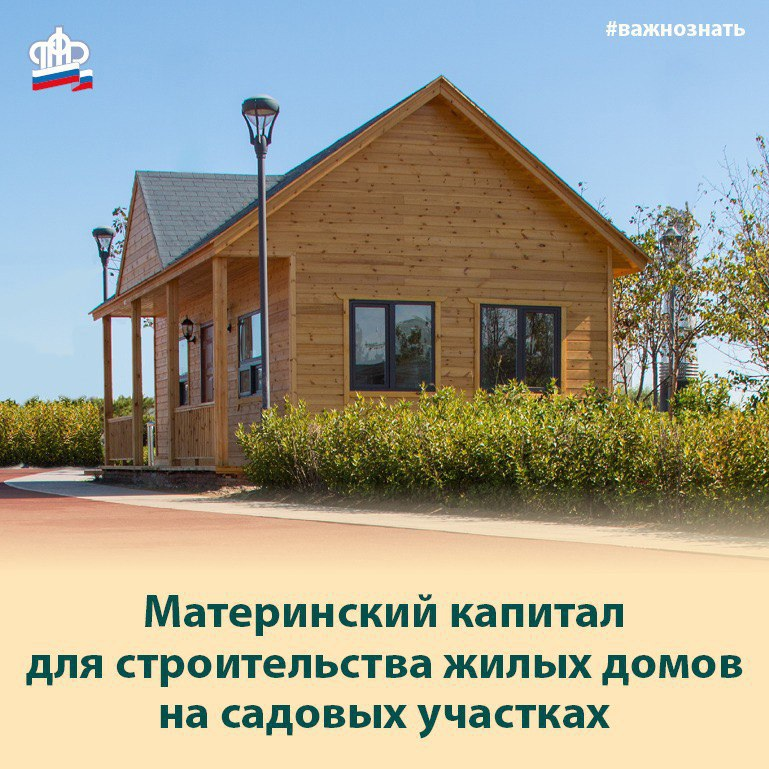 #важнознать
Материнский капитал
для строительства жилых домов
на садовых участках